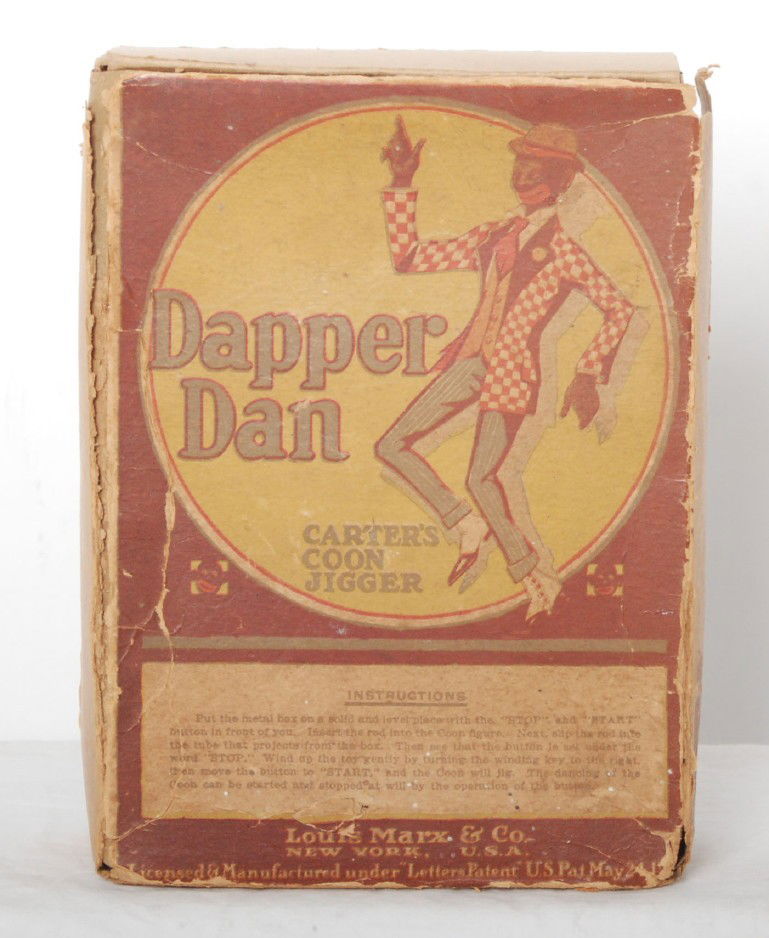 Dapper
Dan
CARTER'S
COON
JIGGER
INSTRUCTIONS
Put the metal box on a solid and level place with the "STOP" and "START"
button in front of you. Insert the rod into the Coon figure. Next, slip the rod into
the tube that projects from the box. Then see that the button is set under the
word "STOP." Wind up the toy gently by turning the winding key to the right,
then move the button to "START," and the Coon will jig. The dancing of the
Coon can be started and stopped at will by the operation of the button.
Louis Marx & Co.
NEW YORK, U.S.A.
Licensed & Manufactured under "Letters Patent" U.S. Pat May 24